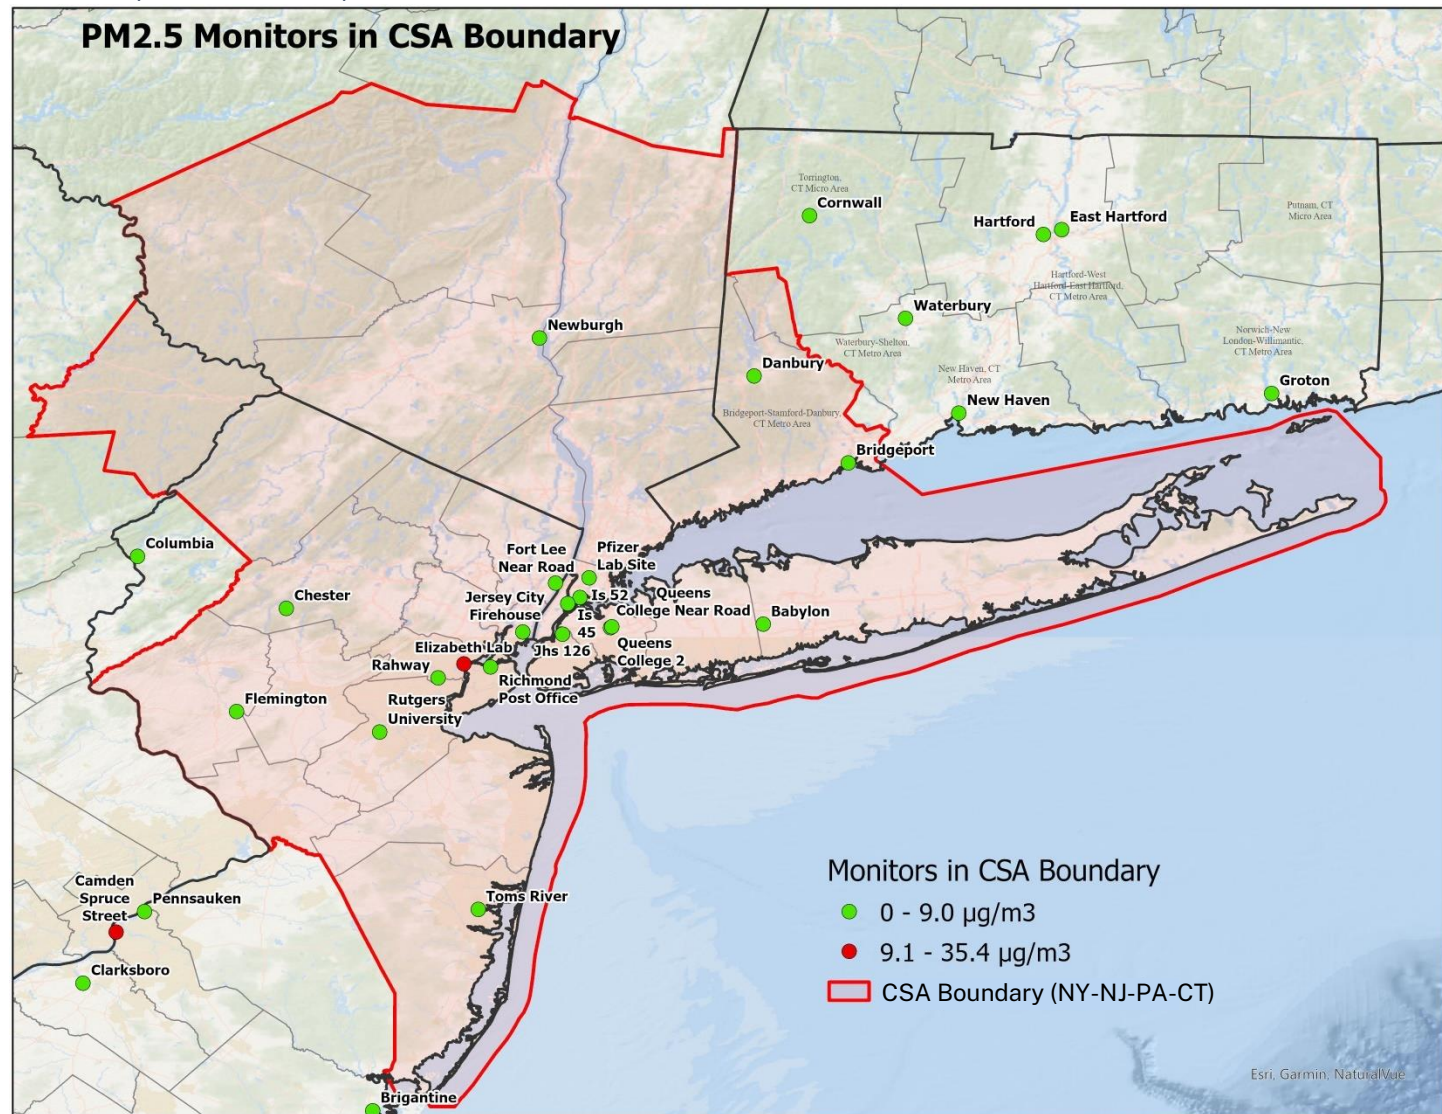 PM2.5 Monitors in CSA Boundary
Torrington,
CT Micro Area
Cornwall
Hartford
East Hartford
Putnam, CT
Micro Area
Hartford-West
Hartford-East Hartford,
CT Metro Area
Waterbury
Newburgh
Waterbury-Shelton,
CT Metro Area
Norwich-New
London-Willimantic,
CT Metro Area
Danbury
New Haven, CT
Metro Area
Groton
New Haven
Bridgeport-Stamford-Danbury,
CT Metro Area
Bridgeport
Columbia
Fort Lee
Near Road
Pfizer
Lab Site
Chester
Jersey City
Firehouse
Is 52
Is
45
Queens
College Near Road
Babylon
Elizabeth Lab
Jhs 126
Queens
College 2
Rahway
Richmond
Post Office
Flemington
Rutgers
University
Camden
Spruce
Street
Pennsauken
Toms River
Clarksboro
Brigantine
Monitors in CSA Boundary
0 - 9.0 µg/m3
9.1 - 35.4 µg/m3
CSA Boundary (NY-NJ-PA-CT)
Esri, Garmin, NaturalVue